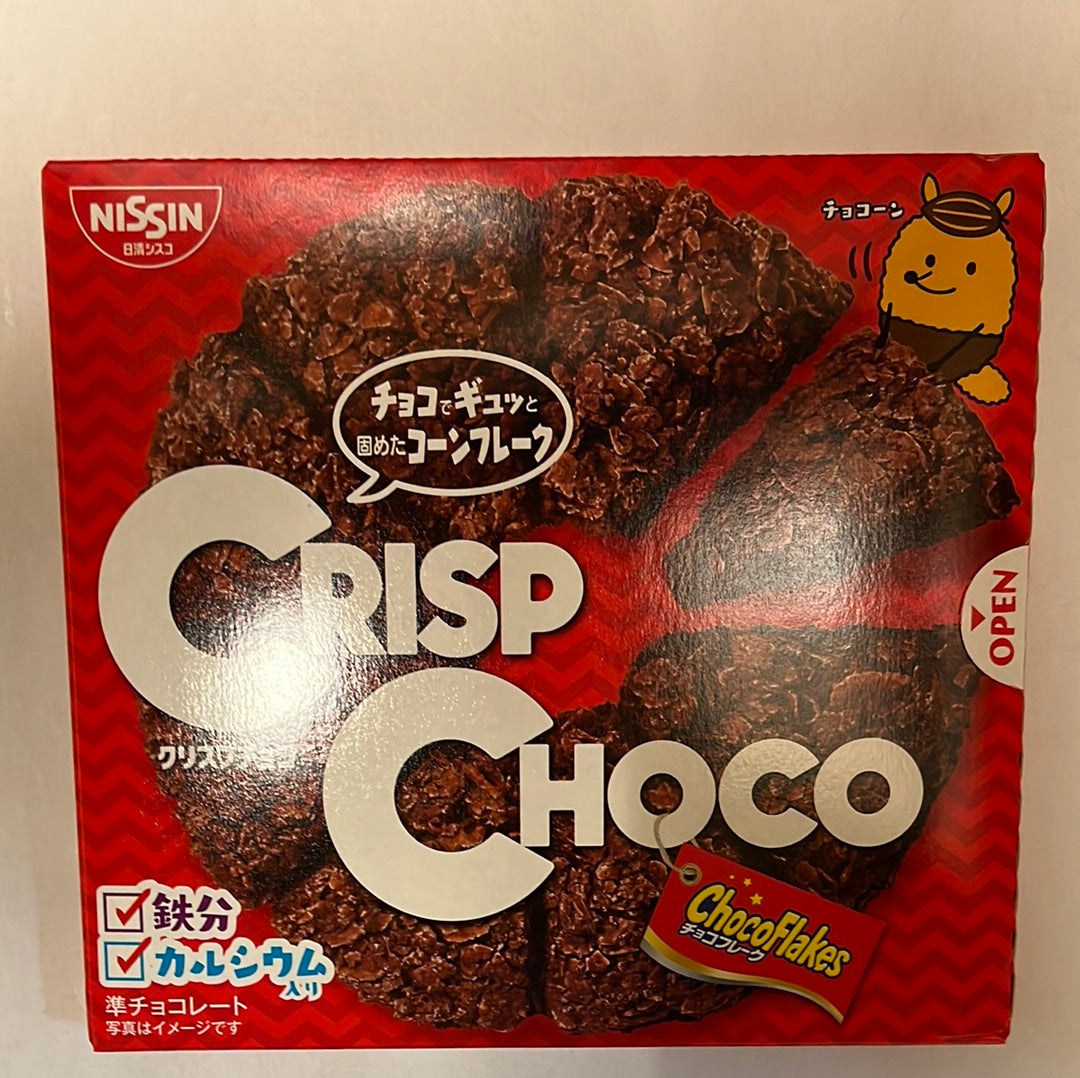 NISSIN
日清シスコ
チョコーン
チョコでギュッと
固めたコーンフレーク
CRISP
CHOCO
OPEN
ChocoFlakes
チョコフレーク
鉄分
カルシウム
入り
準チョコレート
写真はイメージです